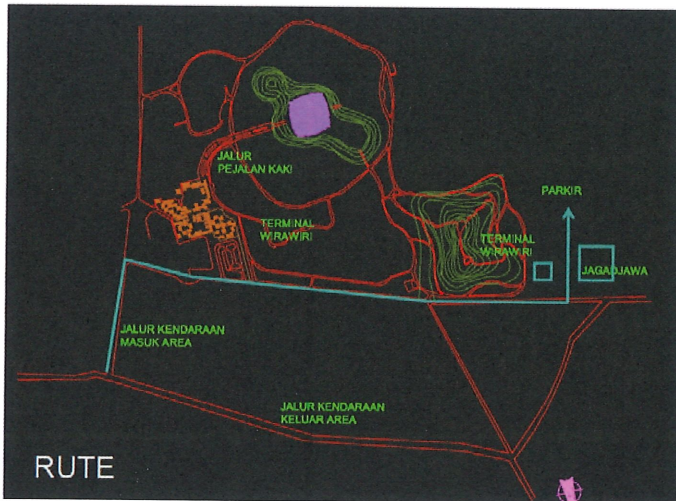 JALUR
PEJALAN KAKI
PARKIR
TERMINAL
WIRAWIRI
TERMINAL
WIRAWIRI
JAGADJAWA
JALUR KENDARAAN
MASUK AREA
JALUR KENDARAAN
KELUAR AREA
RUTE